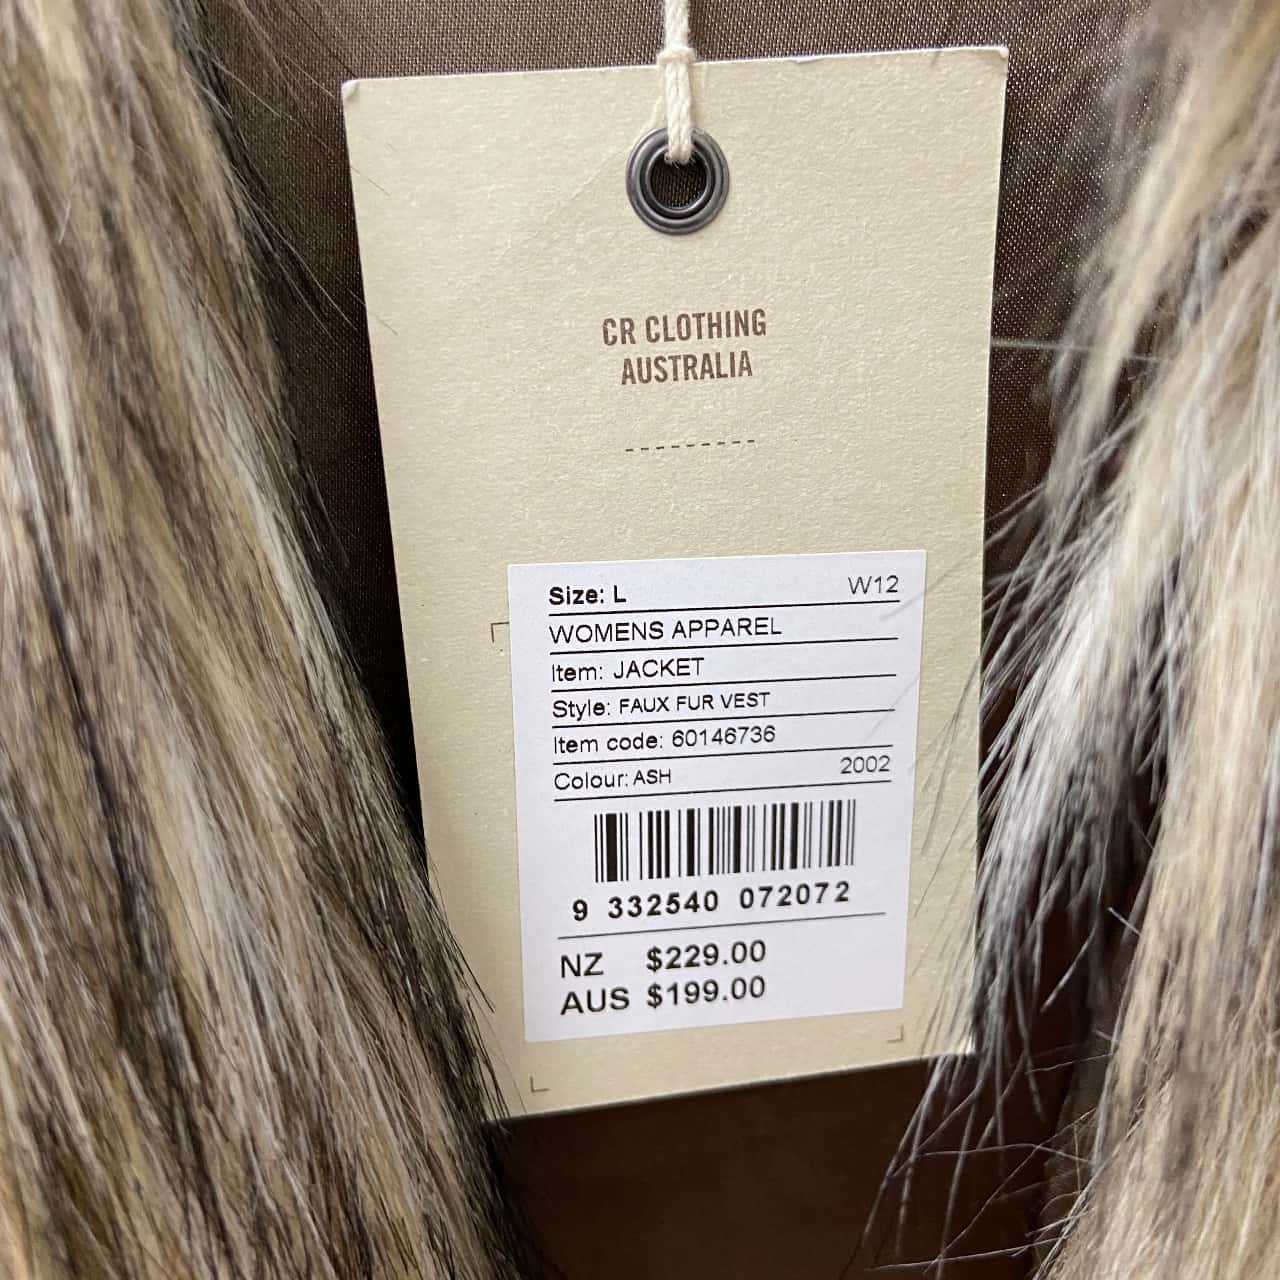 CR CLOTHING
AUSTRALIA
Size: L W12
WOMENS APPAREL
Item: JACKET
Style: FAUX FUR VEST
Item code: 60146736
Colour: ASH 2002
9 332540 072072
NZ $229.00
AUS $199.00